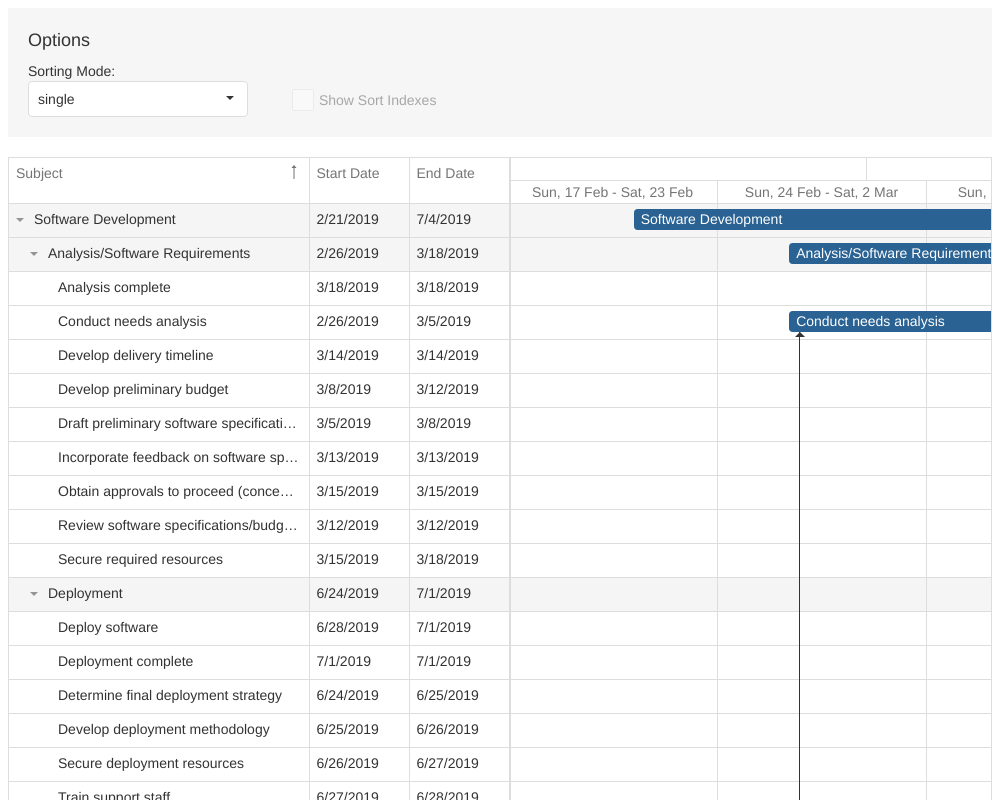 Options
Sorting Mode:
single
Show Sort Indexes
Subject Start Date End Date
Sun, 17 Feb - Sat, 23 Feb Sun, 24 Feb - Sat, 2 Mar Sun,
Software Development 2/21/2019 7/4/2019 Software Development
Analysis/Software Requirements 2/26/2019 3/18/2019 Analysis/Software Requirement
Analysis complete 3/18/2019 3/18/2019
Conduct needs analysis 2/26/2019 3/5/2019 Conduct needs analysis
Develop delivery timeline 3/14/2019 3/14/2019
Develop preliminary budget 3/8/2019 3/12/2019
Draft preliminary software specificati… 3/5/2019 3/8/2019
Incorporate feedback on software sp… 3/13/2019 3/13/2019
Obtain approvals to proceed (conce… 3/15/2019 3/15/2019
Review software specifications/budg… 3/12/2019 3/12/2019
Secure required resources 3/15/2019 3/18/2019
Deployment 6/24/2019 7/1/2019
Deploy software 6/28/2019 7/1/2019
Deployment complete 7/1/2019 7/1/2019
Determine final deployment strategy 6/24/2019 6/25/2019
Develop deployment methodology 6/25/2019 6/26/2019
Secure deployment resources 6/26/2019 6/27/2019
Train support staff 6/27/2019 6/28/2019